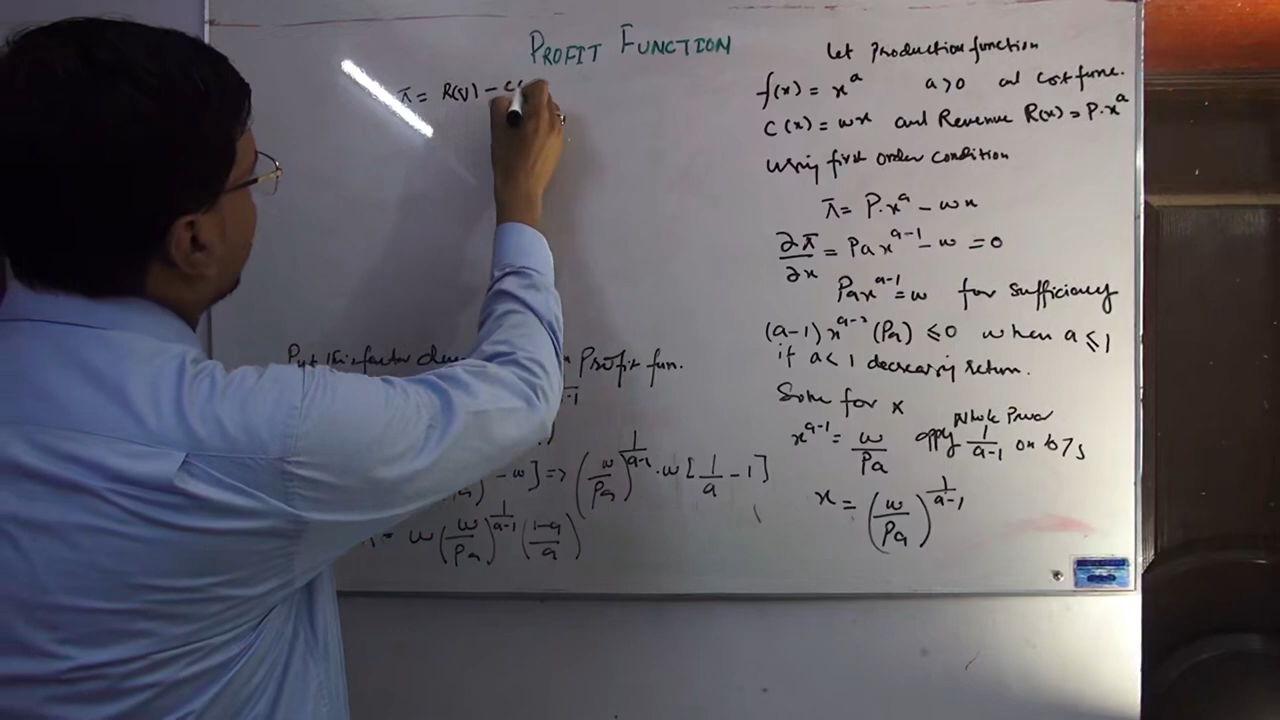 PROFIT FUNCTION
π = R(y) - C(
Let Production function
f(x) = x^a a>0 and cost func.
C(x) = wx and Revenue R(x) = P·x^a
Using first order condition
π = P·x^a - wx
∂π/∂x = Pax^(a-1) - w = 0
Pax^(a-1) = w for sufficiency
(a-1)x^(a-2)(Pa) ≤ 0 when a ≤ 1
if a < 1 decreasing return.
Solve for x
x^(a-1) = w/Pa apply whole Power 1/(a-1) on b/s
x = (w/Pa)^(1/(a-1))
Put this factor Profit fun.
- w] => (w/Pa)^(1/(a-1)) · w [1/a - 1]
= w (w/Pa)^(1/(a-1)) ((1-a)/a)